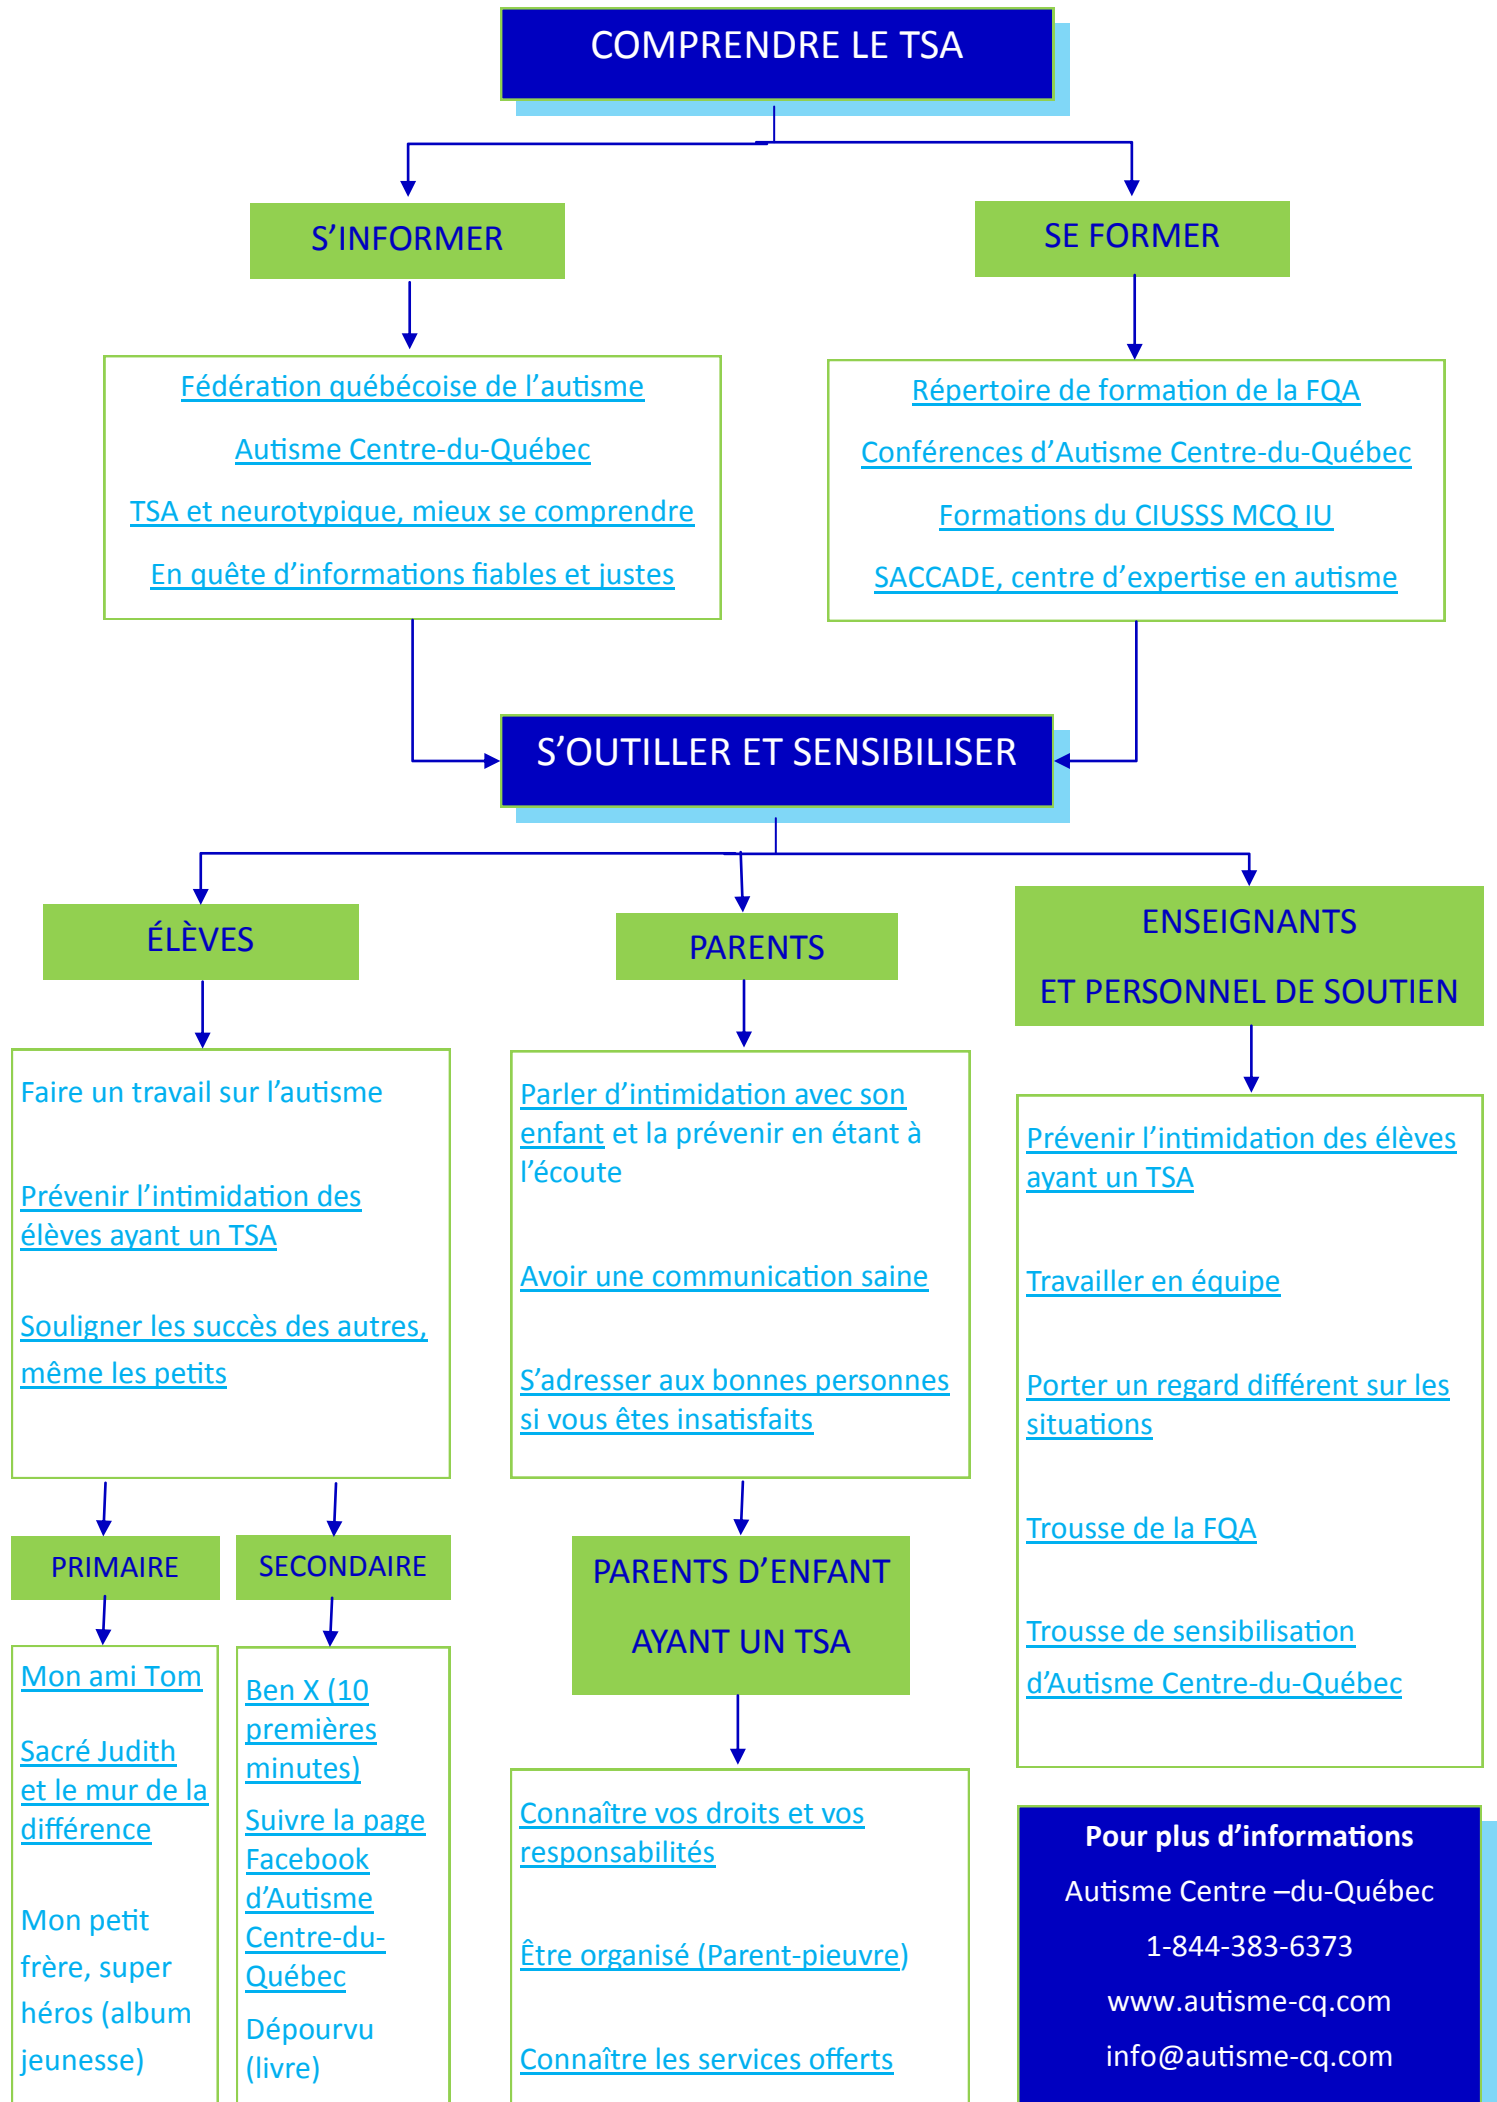 COMPRENDRE LE TSA
S’INFORMER
SE FORMER
Fédération québécoise de l’autisme
Autisme Centre-du-Québec
TSA et neurotypique, mieux se comprendre
En quête d’informations fiables et justes
Répertoire de formation de la FQA
Conférences d’Autisme Centre-du-Québec
Formations du CIUSSS MCQ IU
SACCADE, centre d’expertise en autisme
S’OUTILLER ET SENSIBILISER
ÉLÈVES
PARENTS
ENSEIGNANTS
ET PERSONNEL DE SOUTIEN
Faire un travail sur l’autisme
Prévenir l’intimidation des
élèves ayant un TSA
Souligner les succès des autres,
même les petits
Parler d’intimidation avec son
enfant et la prévenir en étant à
l’écoute
Avoir une communication saine
S’adresser aux bonnes personnes
si vous êtes insatisfaits
Prévenir l’intimidation des élèves
ayant un TSA
Travailler en équipe
Porter un regard différent sur les
situations
Trousse de la FQA
Trousse de sensibilisation
d’Autisme Centre-du-Québec
PRIMAIRE
SECONDAIRE
PARENTS D’ENFANT
AYANT UN TSA
Mon ami Tom
Sacré Judith
et le mur de la
différence
Mon petit
frère, super
héros (album
jeunesse)
Ben X (10
premières
minutes)
Suivre la page
Facebook
d’Autisme
Centre-du-
Québec
Dépourvu
(livre)
Connaître vos droits et vos
responsabilités
Être organisé (Parent-pieuvre)
Connaître les services offerts
Pour plus d’informations
Autisme Centre –du-Québec
1-844-383-6373
www.autisme-cq.com
info@autisme-cq.com